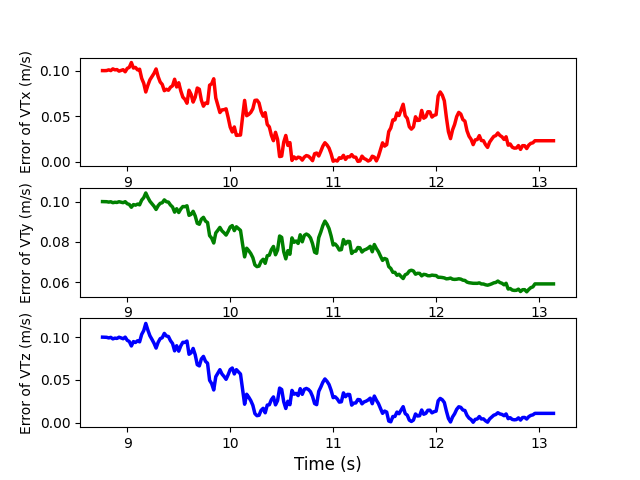 Error of VTx (m/s)
0.10
0.05
0.00
9 10 11 12 13
Error of VTy (m/s)
0.10
0.08
0.06
9 10 11 12 13
Error of VTz (m/s)
0.10
0.05
0.00
9 10 11 12 13
Time (s)